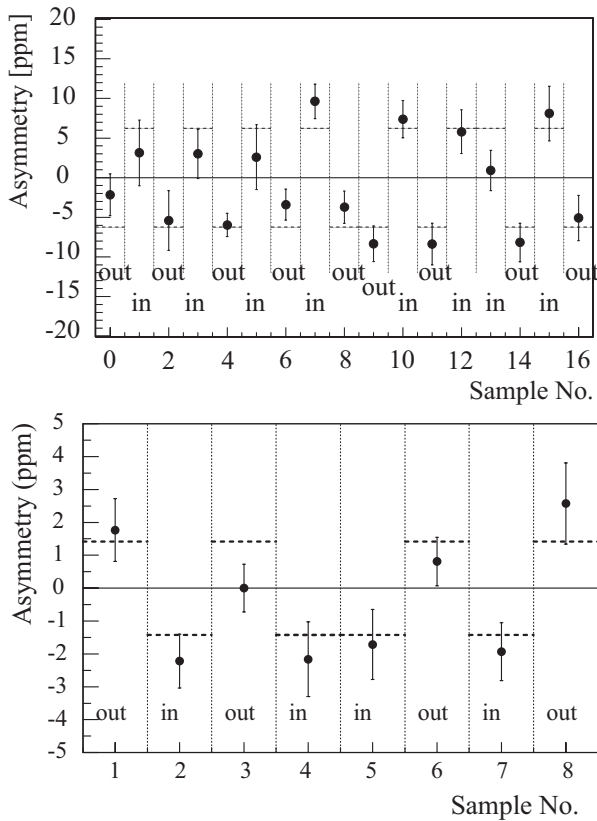 Asymmetry [ppm]
20
15
10
5
0
-5
-10
-15
-20
out out out out out out out out out
in in in in in in in in
0 2 4 6 8 10 12 14 16
Sample No.
Asymmetry (ppm)
5
4
3
2
1
0
-1
-2
-3
-4
-5
out in out in in out in out
1 2 3 4 5 6 7 8
Sample No.